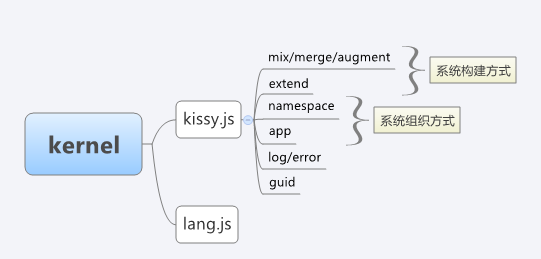 mix/merge/augment
系统构建方式
extend
kissy.js
namespace
系统组织方式
app
kernel
log/error
guid
lang.js